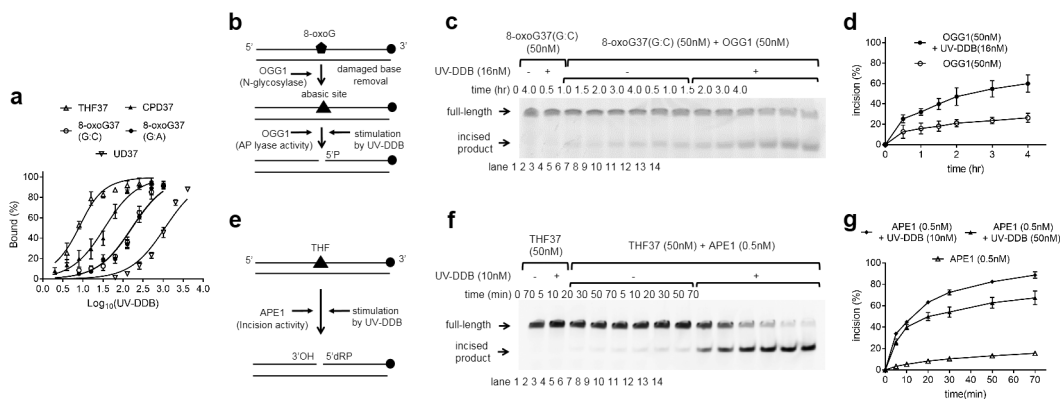 a
THF37
CPD37
8-oxoG37 (G:C)
8-oxoG37 (G:A)
UD37
Bound (%)
100
80
60
40
20
0
0.0 0.5 1.0 1.5 2.0 2.5 3.0 3.5 4.0
Log10(UV-DDB)
b
8-oxoG
5' 3'
OGG1 (N-glycosylase)
damaged base removal
abasic site
OGG1 (AP lyase activity)
stimulation by UV-DDB
5'P
c
8-oxoG37(G:C) (50nM)
8-oxoG37(G:C) (50nM) + OGG1 (50nM)
UV-DDB (16nM) - + - +
time (hr) 0 4.0 0.5 1.0 1.5 2.0 3.0 4.0 0.5 1.0 1.5 2.0 3.0 4.0
full-length
incised product
lane 1 2 3 4 5 6 7 8 9 10 11 12 13 14
d
OGG1(50nM) + UV-DDB(16nM)
OGG1(50nM)
incision (%)
100
80
60
40
20
0
0 1 2 3 4
time (hr)
e
THF
5' 3'
APE1 (Incision activity)
stimulation by UV-DDB
3'OH 5'dRP
f
THF37 (50nM)
THF37 (50nM) + APE1 (0.5nM)
UV-DDB (10nM) - + - +
time (min) 0 70 5 10 20 30 50 70 5 10 20 30 50 70
full-length
incised product
lane 1 2 3 4 5 6 7 8 9 10 11 12 13 14
g
APE1 (0.5nM) + UV-DDB (10nM)
APE1 (0.5nM) + UV-DDB (50nM)
APE1 (0.5nM)
incision (%)
100
80
60
40
20
0
0 10 20 30 40 50 60 70
time(min)